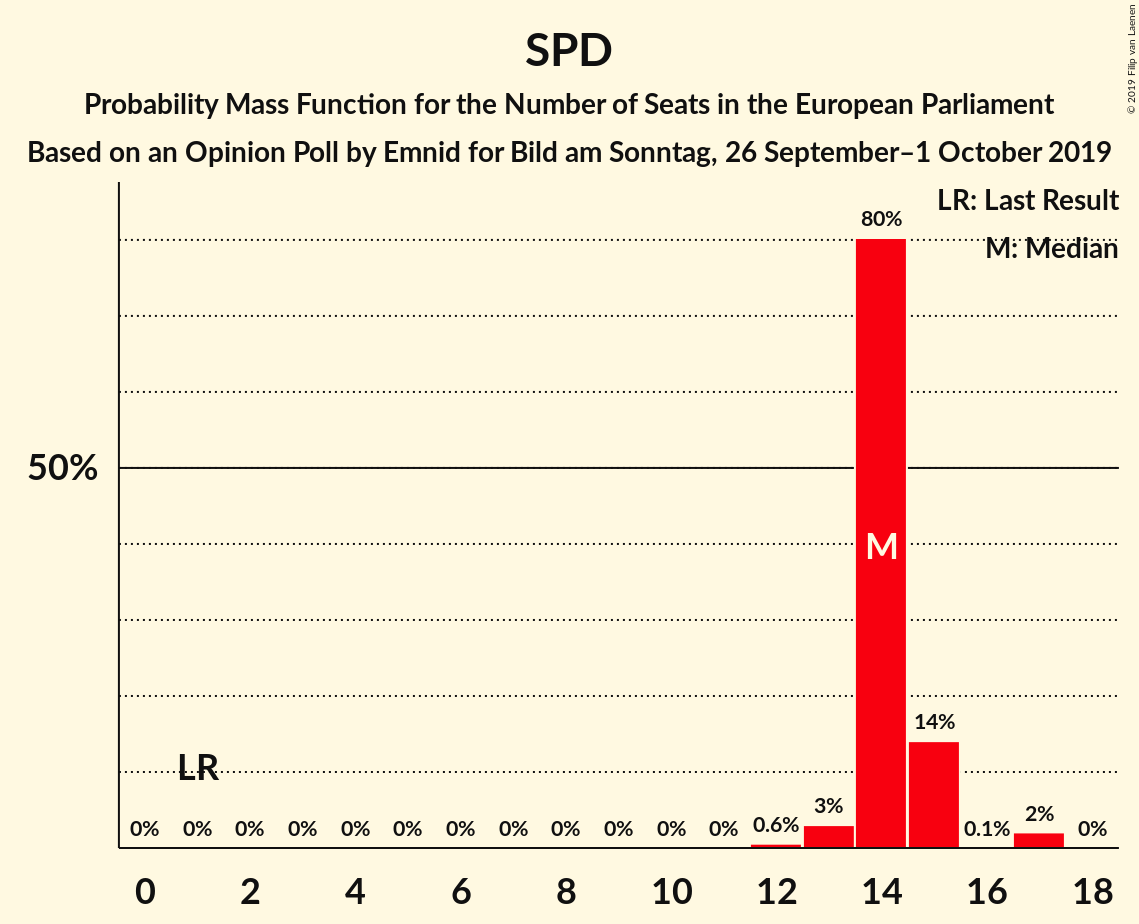 SPD
Probability Mass Function for the Number of Seats in the European Parliament
Based on an Opinion Poll by Emnid for Bild am Sonntag, 26 September–1 October 2019
© 2019 Filip van Laenen
LR: Last Result
M: Median
80%
50%
M
14%
LR
3%
2%
0% 0% 0% 0% 0% 0% 0% 0% 0% 0% 0% 0% 0.6% 0.1% 0%
0 2 4 6 8 10 12 14 16 18